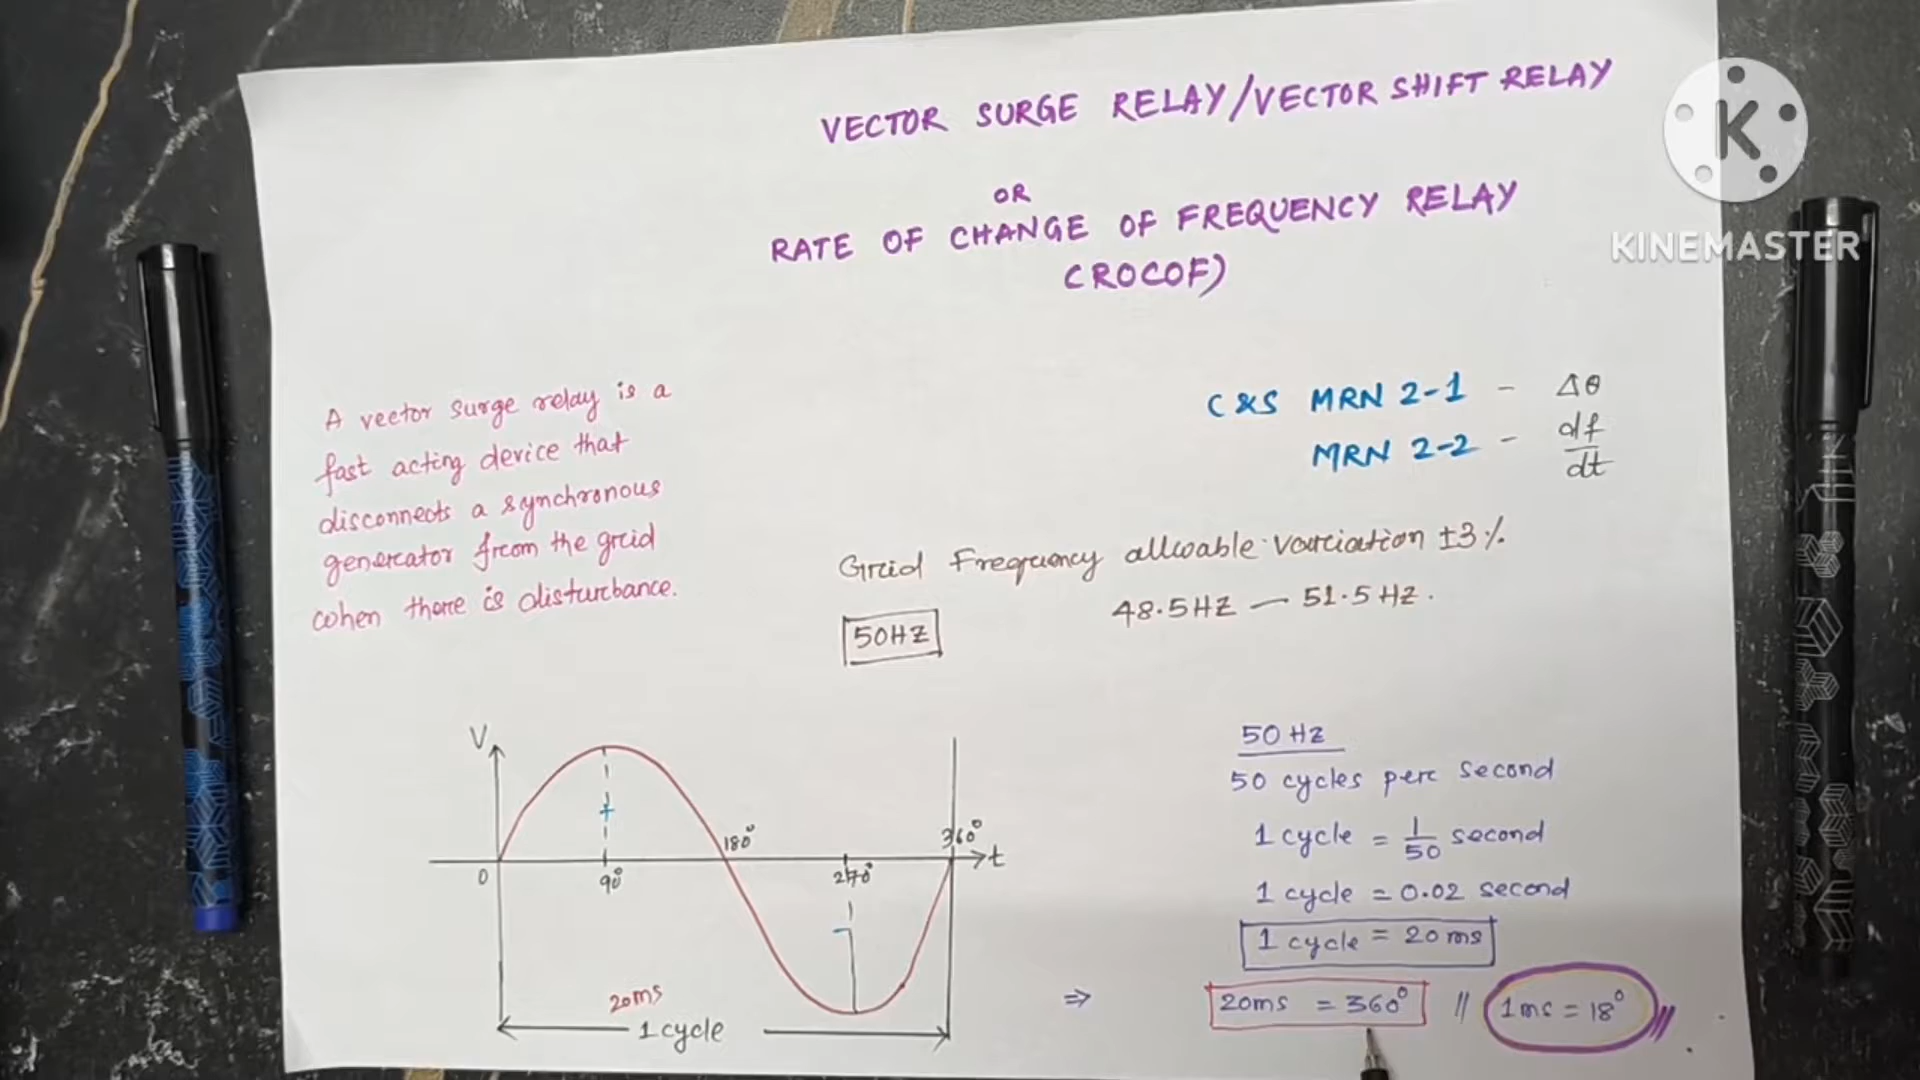 VECTOR SURGE RELAY/VECTOR SHIFT RELAY
OR
RATE OF CHANGE OF FREQUENCY RELAY
(ROCOF)
K
KINEMASTER
A vector surge relay is a
fast acting device that
disconnects a synchronous
generator from the grid
when there is disturbance.
C&S MRN 2-1 - Δθ
MRN 2-2 - df/dt
Grid Frequency allwable variation ±3%
50HZ
48.5HZ — 51.5HZ.
V
0
90°
180°
270°
360°
t
+
-
20ms
1 cycle
50 HZ
50 cycles per second
1 cycle = 1/50 second
1 cycle = 0.02 second
1 cycle = 20ms
⇒ 20ms = 360° // 1ms = 18° //